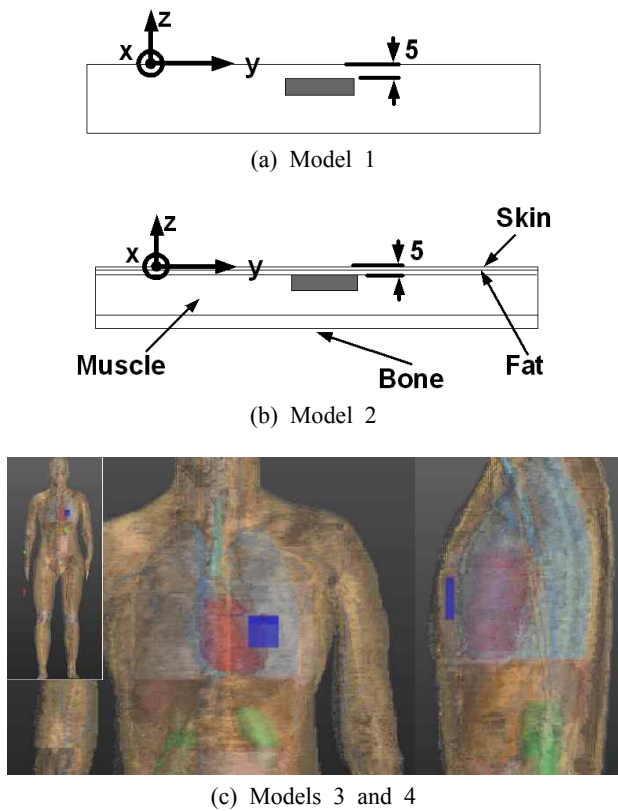 z
x
y
5
(a) Model 1
z
x
y
5
Skin
Muscle
Bone
Fat
(b) Model 2
(c) Models 3 and 4